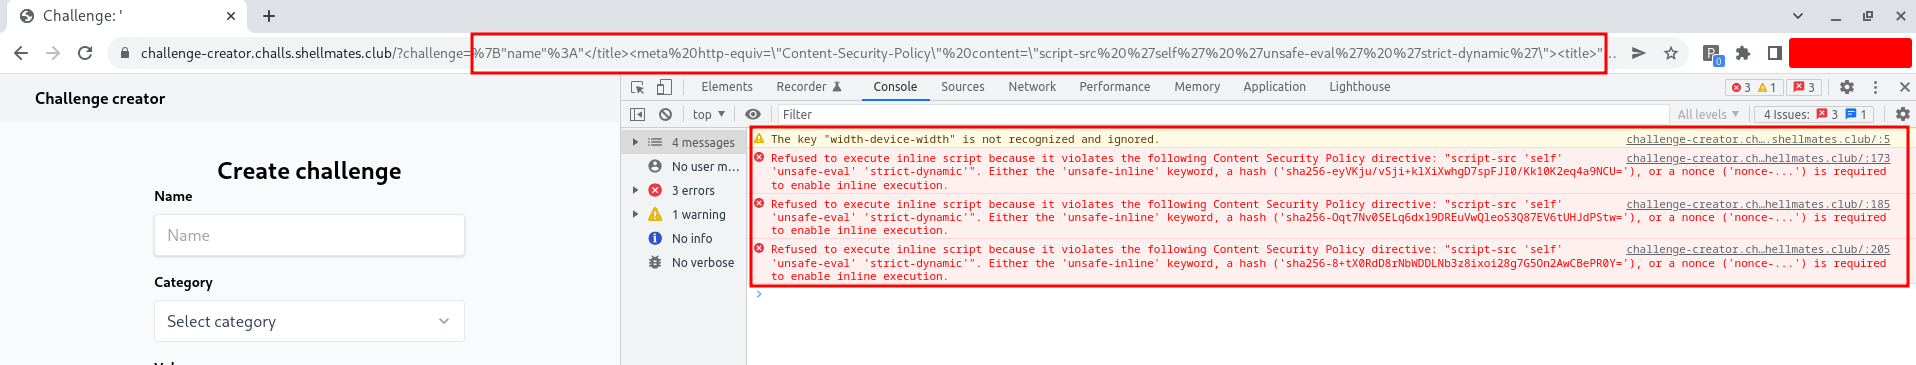 Challenge: '
challenge-creator.challs.shellmates.club/?challenge=%7B"name"%3A"</title><meta%20http-equiv=\"Content-Security-Policy\"%20content=\"script-src%20%27self%27%20%27unsafe-eval%27%20%27strict-dynamic%27\"><title>"...
0
Challenge creator
Create challenge
Name
Name
Category
Select category
Elements Recorder Console Sources Network Performance Memory Application Lighthouse 3 1 3
top Filter All levels 4 Issues: 3 1
4 messages
No user m...
3 errors
1 warning
No info
No verbose
The key "width-device-width" is not recognized and ignored. challenge-creator.ch….shellmates.club/:5
Refused to execute inline script because it violates the following Content Security Policy directive: "script-src 'self' challenge-creator.ch…hellmates.club/:173
'unsafe-eval' 'strict-dynamic'". Either the 'unsafe-inline' keyword, a hash ('sha256-eyVKju/vSji+klXiXwhgD7spFJI0/Kk10K2eq4a9NCU='), or a nonce ('nonce-...') is required
to enable inline execution.
Refused to execute inline script because it violates the following Content Security Policy directive: "script-src 'self' challenge-creator.ch…hellmates.club/:185
'unsafe-eval' 'strict-dynamic'". Either the 'unsafe-inline' keyword, a hash ('sha256-Oqt7Nv0SELq6dxl9DREuVwQleoS3Q87EV6tUHJdPStw='), or a nonce ('nonce-...') is required
to enable inline execution.
Refused to execute inline script because it violates the following Content Security Policy directive: "script-src 'self' challenge-creator.ch…hellmates.club/:205
'unsafe-eval' 'strict-dynamic'". Either the 'unsafe-inline' keyword, a hash ('sha256-8+tX0RdD8rNbWDDLNb3z8ixoi28g7G5On2AwCBePR0Y='), or a nonce ('nonce-...') is required
to enable inline execution.